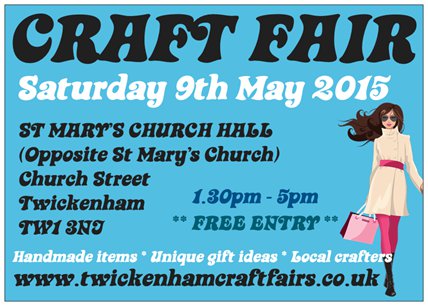 CRAFT FAIR
Saturday 9th May 2015
ST MARY'S CHURCH HALL
(Opposite St Mary's Church)
Church Street
Twickenham
TW1 3NJ
1.30pm - 5pm
** FREE ENTRY **
Handmade items * Unique gift ideas * Local crafters
www.twickenhamcraftfairs.co.uk